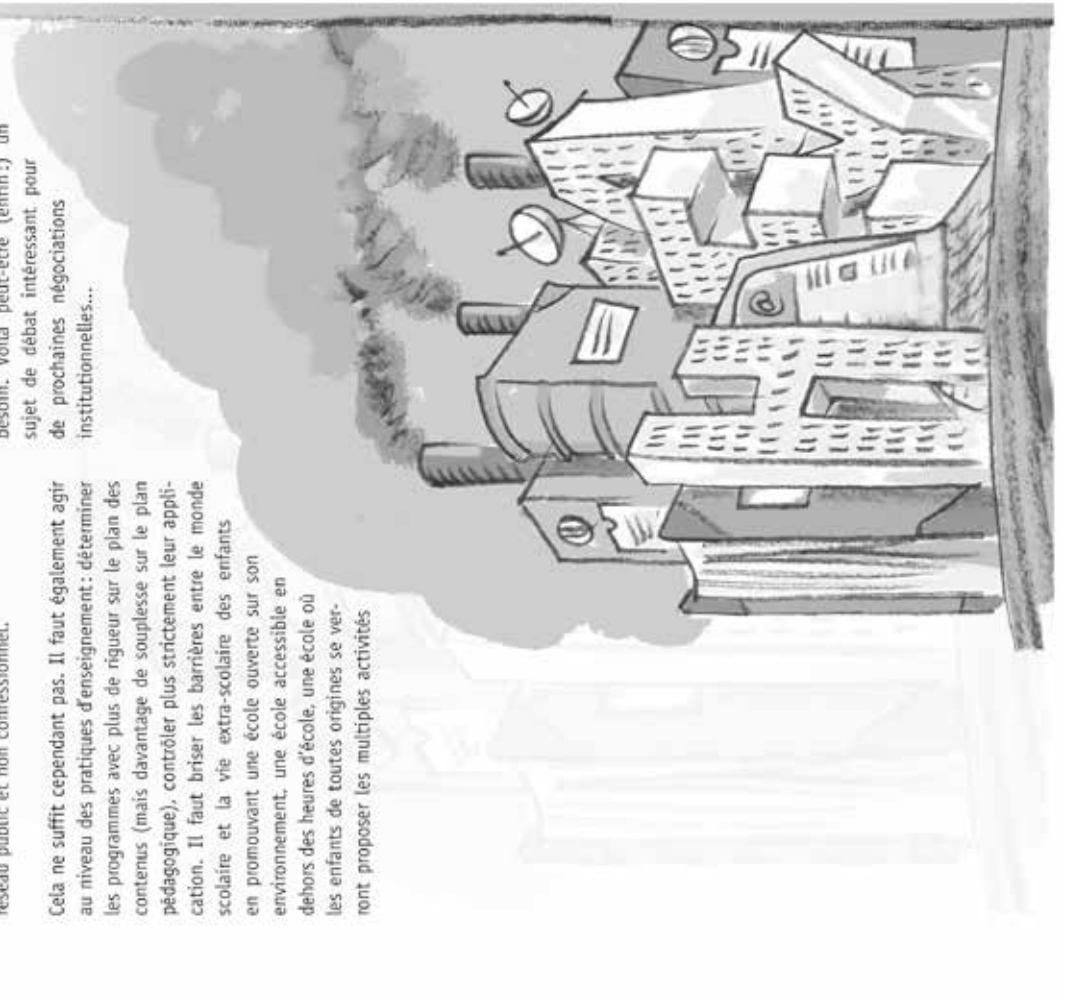 réseau public et non confessionnel.
Cela ne suffit cependant pas. Il faut également agir
au niveau des pratiques d'enseignement : déterminer
les programmes avec plus de rigueur sur le plan des
contenus (mais davantage de souplesse sur le plan
pédagogique), contrôler plus strictement leur appli-
cation. Il faut briser les barrières entre le monde
scolaire et la vie extra-scolaire des enfants
en promouvant une école ouverte sur son
environnement, une école accessible en
dehors des heures d'école, une école où
les enfants de toutes origines se ver-
ront proposer les multiples activités
besoin. Voilà peut-être (enfin !) un
sujet de débat intéressant pour
de prochaines négociations
institutionnelles...
@